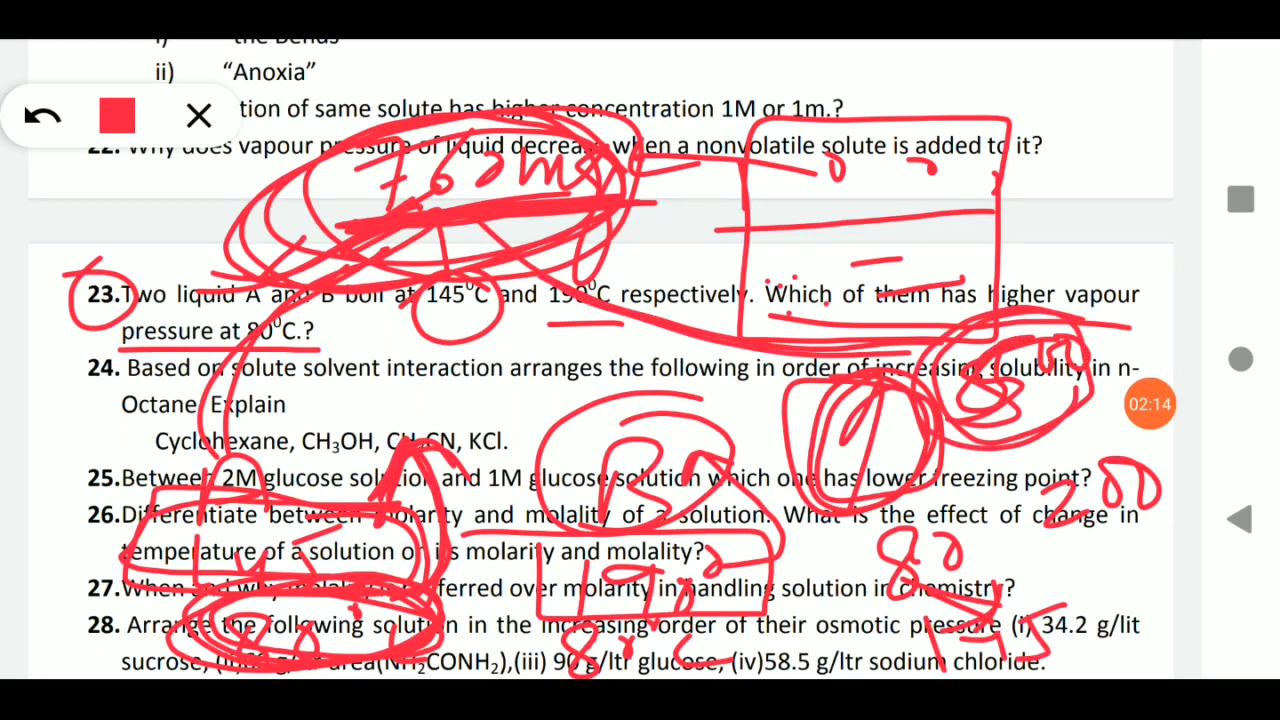 ii) “Anoxia”
tion of same solute has higher concentration 1M or 1m.?
22. Why does vapour pressure of liquid decrease when a nonvolatile solute is added to it?
760 m
23. Two liquid A and B boil at 145⁰C and 190⁰C respectively. Which of them has higher vapour
pressure at 80⁰C.?
24. Based on solute solvent interaction arranges the following in order of increasing solubility in n-
Octane Explain
02:14
Cyclohexane, CH₃OH, CH₃CN, KCl.
25. Between 2M glucose solution and 1M glucose solution which one has lower freezing point?
B
200
26. Differentiate between molarity and molality of a solution. What is the effect of change in
80
temperature of a solution on its molarity and molality?
145
190
27. When and why molality is preferred over molarity in handling solution in chemistry?
28. Arrange the following solution in the increasing order of their osmotic pressure (i) 34.2 g/lit
145
80
80 C
sucrose, (ii) g/ urea(NH₂CONH₂),(iii) 90 g/ltr glucose, (iv)58.5 g/ltr sodium chloride.